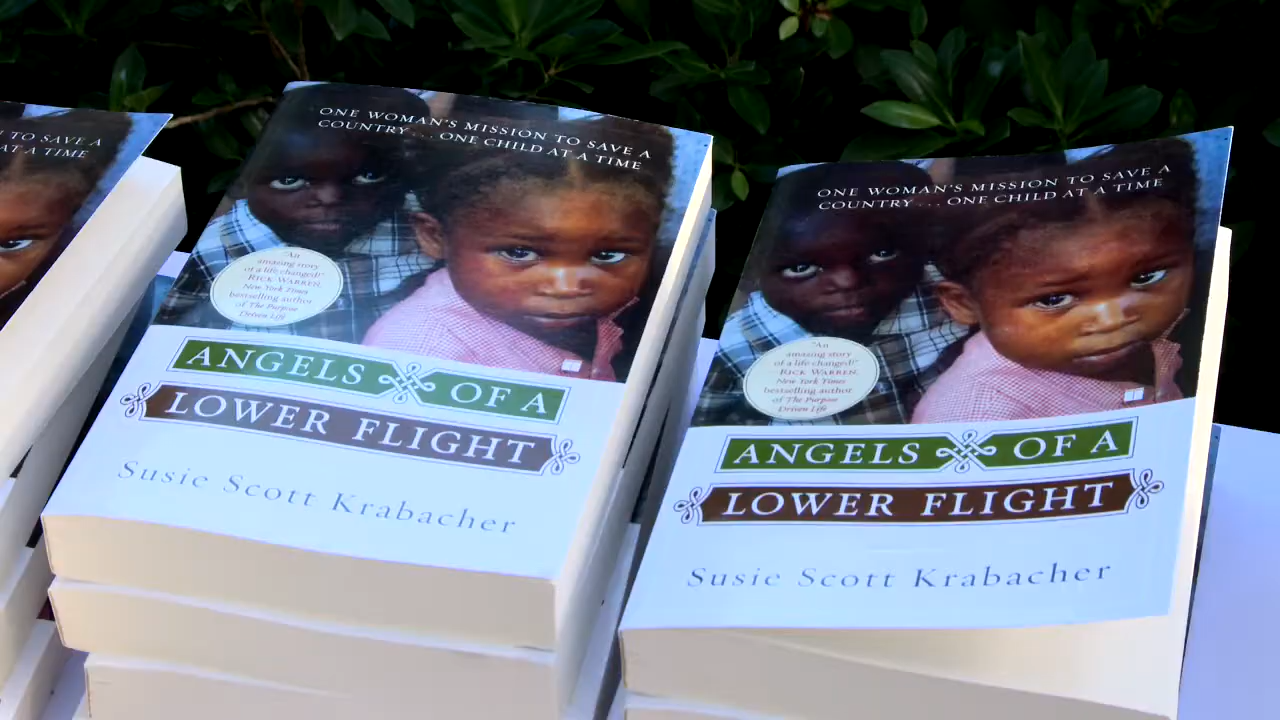 TO SAVE A
AT A TIME
ONE WOMAN'S MISSION TO SAVE A
COUNTRY . . . ONE CHILD AT A TIME
"An
amazing story
of a life changed!"
RICK WARREN,
New York Times
bestselling author
of The Purpose
Driven Life
ANGELS OF A
LOWER FLIGHT
Susie Scott Krabacher
ONE WOMAN'S MISSION TO SAVE A
COUNTRY . . . ONE CHILD AT A TIME
"An
amazing story
of a life changed!"
RICK WARREN,
New York Times
bestselling author
of The Purpose
Driven Life
ANGELS OF A
LOWER FLIGHT
Susie Scott Krabacher